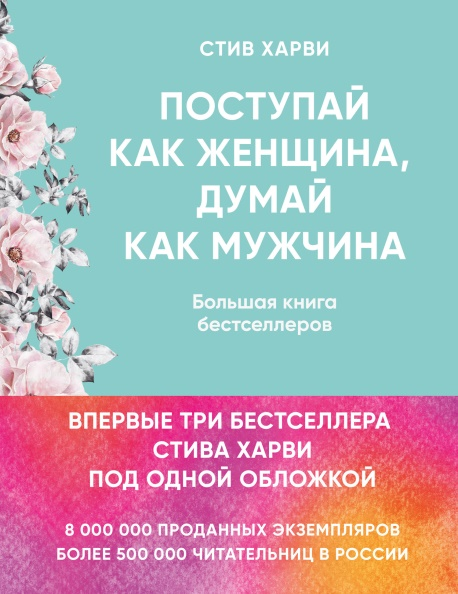 СТИВ ХАРВИ
ПОСТУПАЙ
КАК ЖЕНЩИНА,
ДУМАЙ
КАК МУЖЧИНА
Большая книга
бестселлеров
ВПЕРВЫЕ ТРИ БЕСТСЕЛЛЕРА
СТИВА ХАРВИ
ПОД ОДНОЙ ОБЛОЖКОЙ
8 000 000 ПРОДАННЫХ ЭКЗЕМПЛЯРОВ
БОЛЕЕ 500 000 ЧИТАТЕЛЬНИЦ В РОССИИ